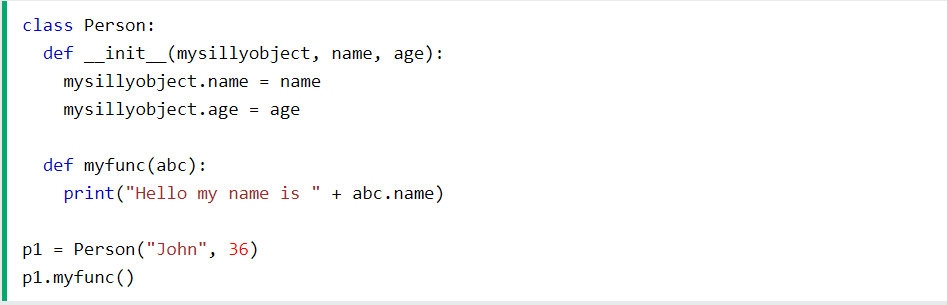 class Person:
  def __init__(mysillyobject, name, age):
    mysillyobject.name = name
    mysillyobject.age = age

  def myfunc(abc):
    print("Hello my name is " + abc.name)

p1 = Person("John", 36)
p1.myfunc()